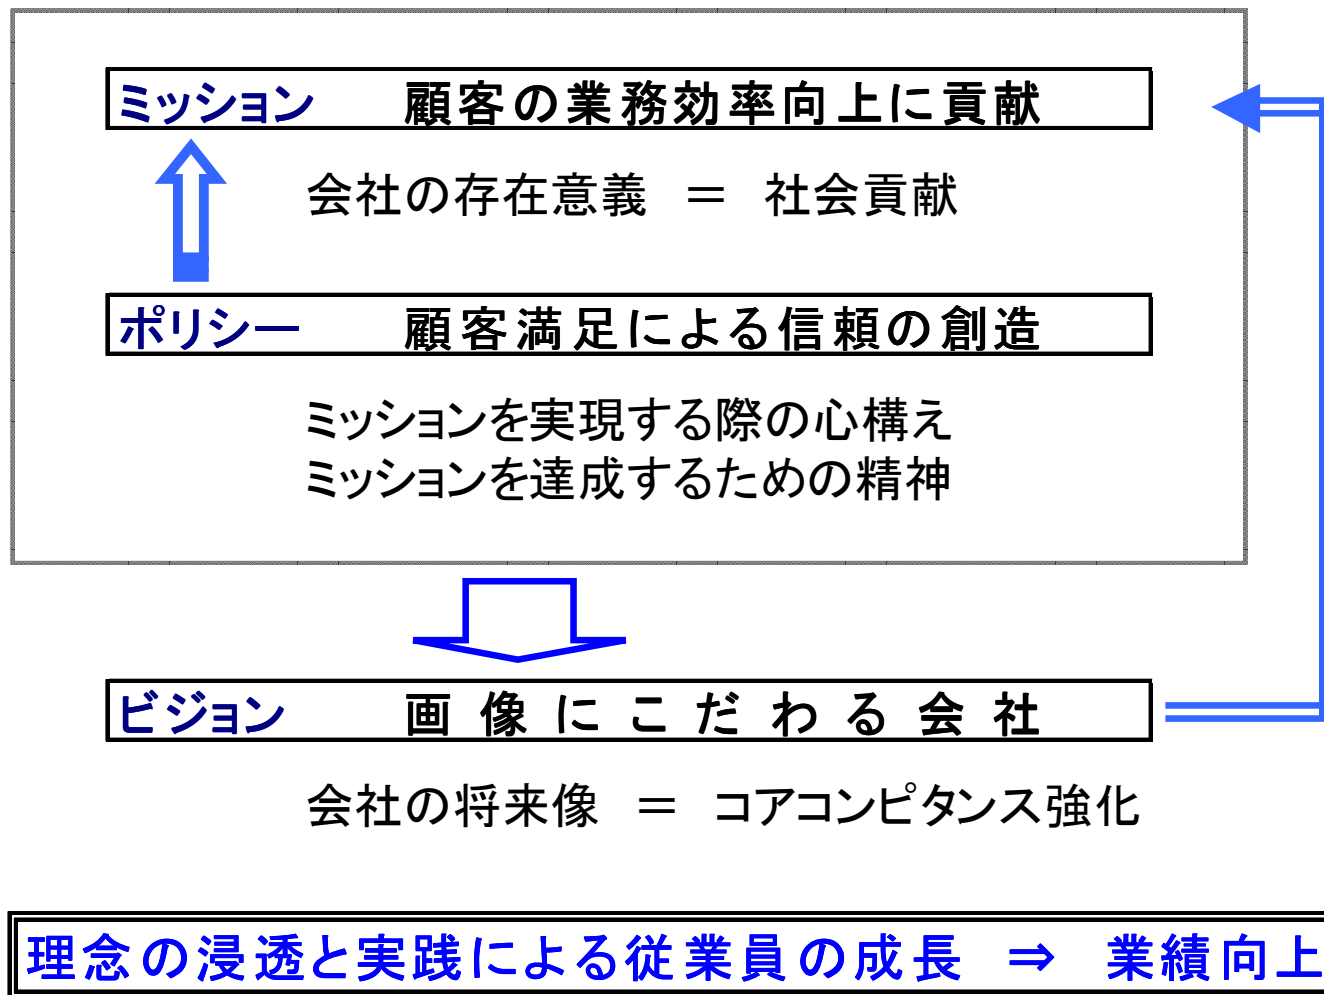 ミッション　顧客の業務効率向上に貢献
会社の存在意義　＝　社会貢献
ポリシー　顧客満足による信頼の創造
ミッションを実現する際の心構え
ミッションを達成するための精神
ビジョン　画像にこだわる会社
会社の将来像　＝　コアコンピタンス強化
理念の浸透と実践による従業員の成長　⇒　業績向上